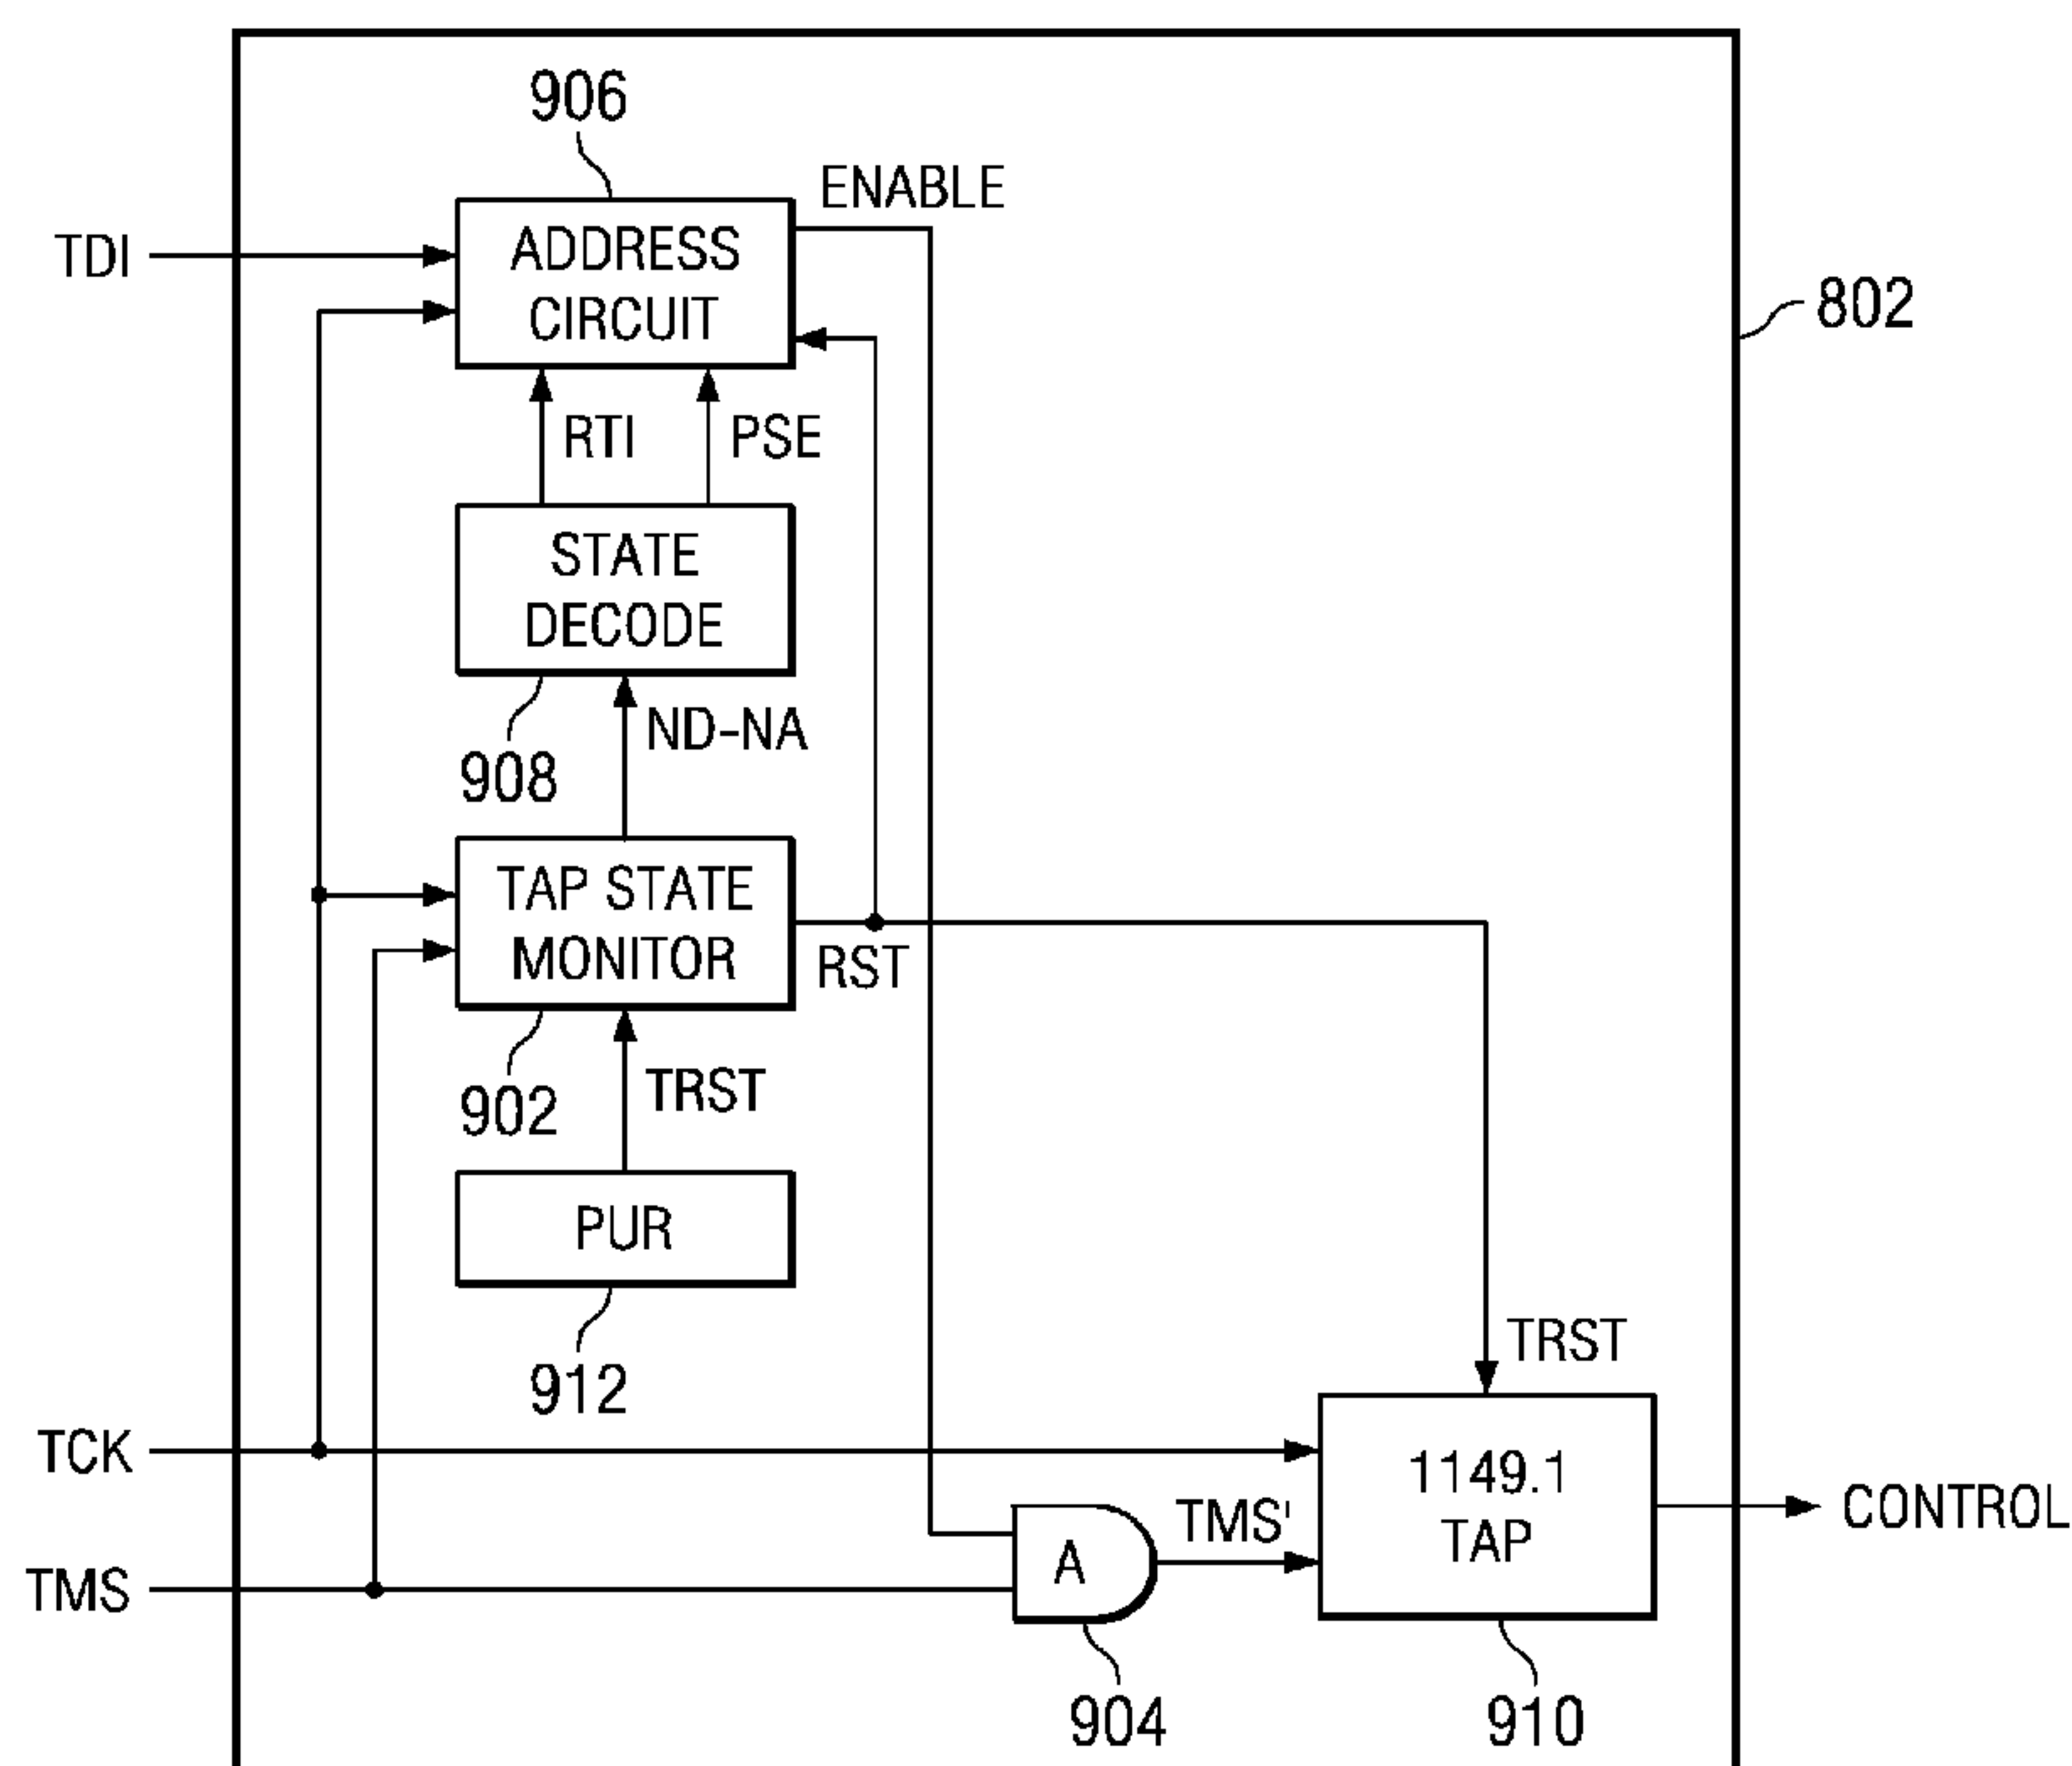 906
ENABLE
TDI
ADDRESS
CIRCUIT
802
RTI
PSE
STATE
DECODE
ND-NA
908
TAP STATE
MONITOR
RST
TRST
902
PUR
912
TRST
TCK
1149.1
TAP
TMS'
CONTROL
A
TMS
904
910